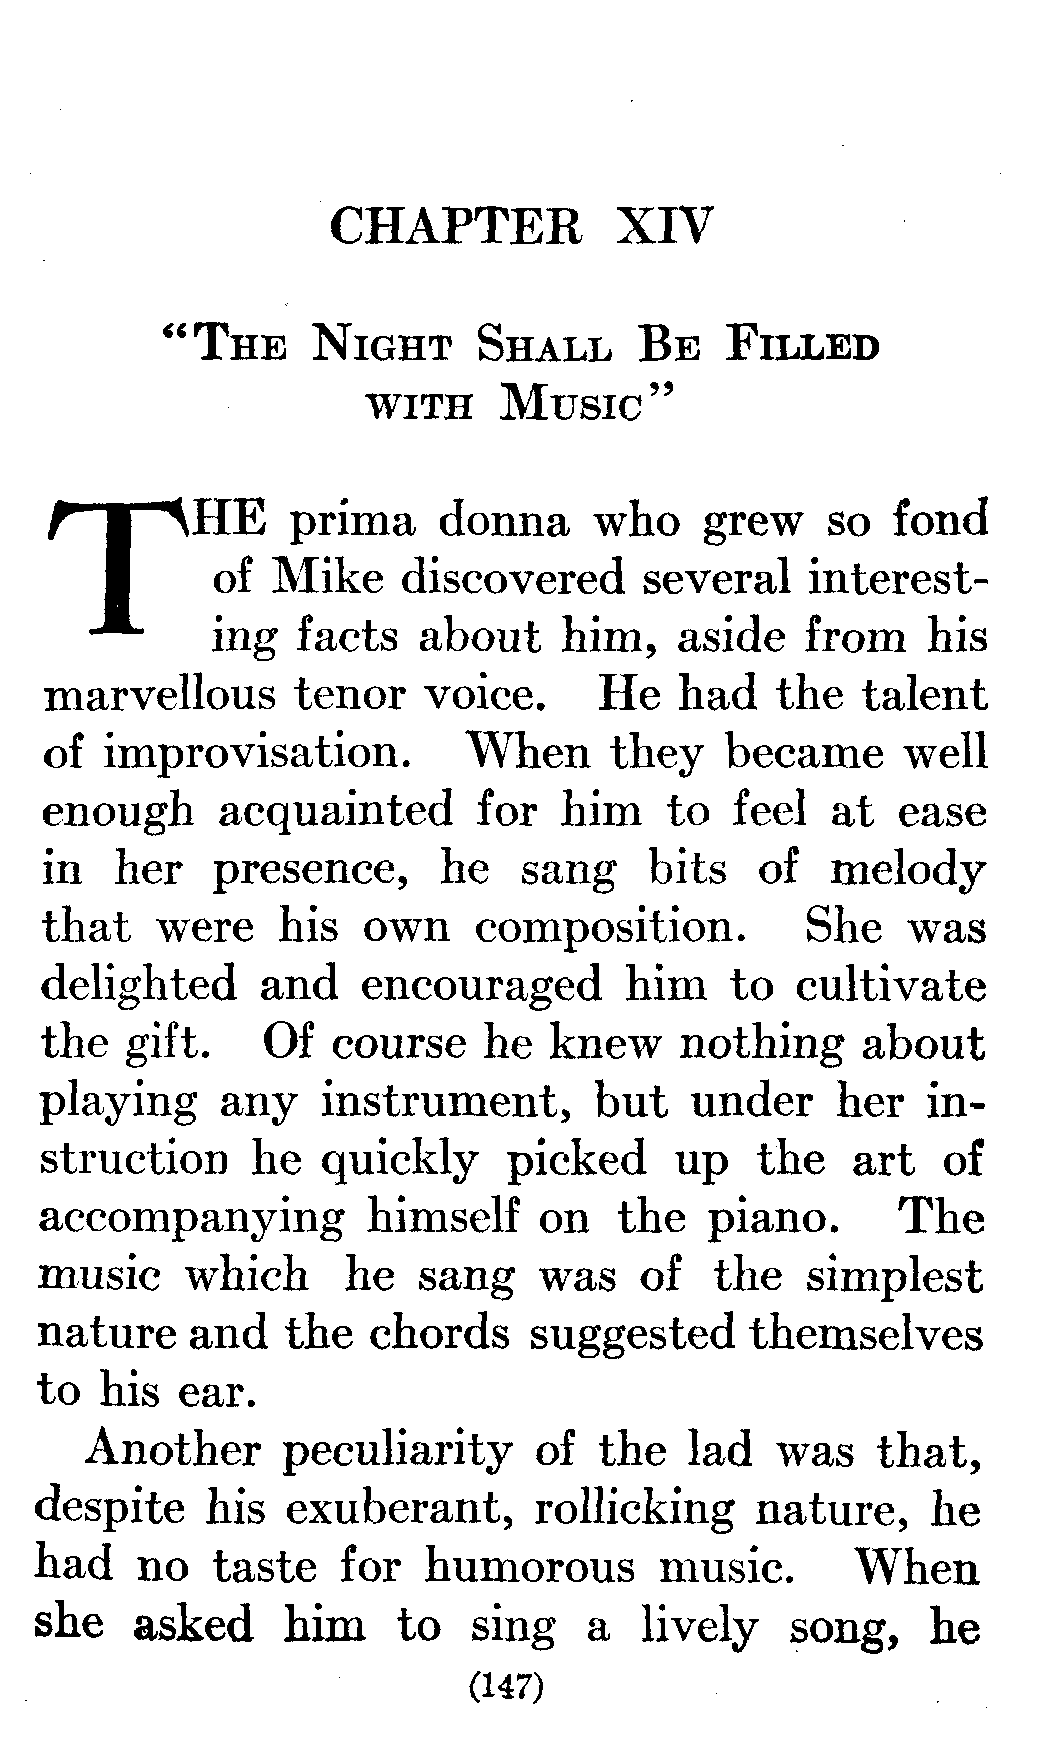 CHAPTER XIV
"The Night Shall Be Filled
with Music"
THE prima donna who grew so fond
of Mike discovered several interest-
ing facts about him, aside from his
marvellous tenor voice. He had the talent
of improvisation. When they became well
enough acquainted for him to feel at ease
in her presence, he sang bits of melody
that were his own composition. She was
delighted and encouraged him to cultivate
the gift. Of course he knew nothing about
playing any instrument, but under her in-
struction he quickly picked up the art of
accompanying himself on the piano. The
music which he sang was of the simplest
nature and the chords suggested themselves
to his ear.
Another peculiarity of the lad was that,
despite his exuberant, rollicking nature, he
had no taste for humorous music. When
she asked him to sing a lively song, he
(147)